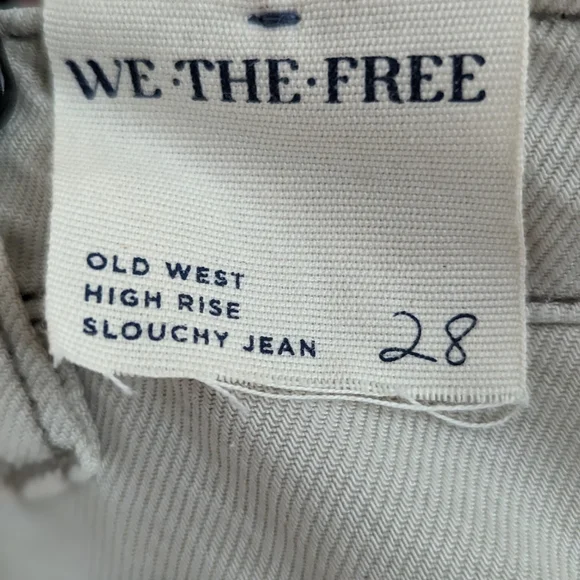 WE·THE·FREE
OLD WEST
HIGH RISE
SLOUCHY JEAN 28